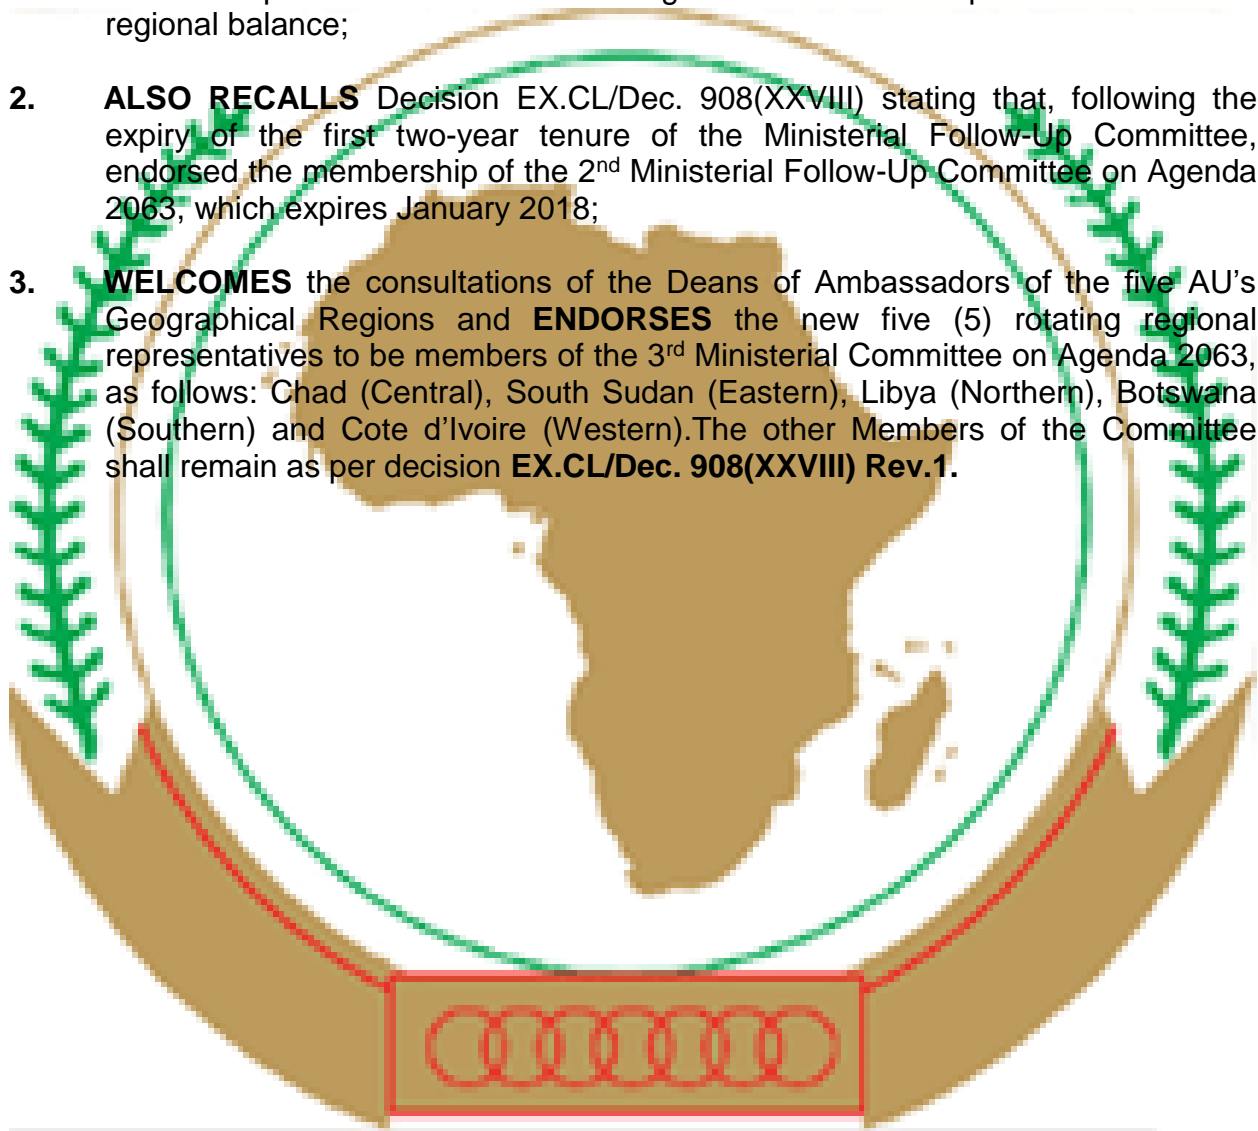 regional balance;
2. ALSO RECALLS Decision EX.CL/Dec. 908(XXVIII) stating that, following the
expiry of the first two-year tenure of the Ministerial Follow-Up Committee,
endorsed the membership of the 2nd Ministerial Follow-Up Committee on Agenda
2063, which expires January 2018;
3. WELCOMES the consultations of the Deans of Ambassadors of the five AU's
Geographical Regions and ENDORSES the new five (5) rotating regional
representatives to be members of the 3rd Ministerial Committee on Agenda 2063,
as follows: Chad (Central), South Sudan (Eastern), Libya (Northern), Botswana
(Southern) and Cote d'Ivoire (Western).The other Members of the Committee
shall remain as per decision EX.CL/Dec. 908(XXVIII) Rev.1.